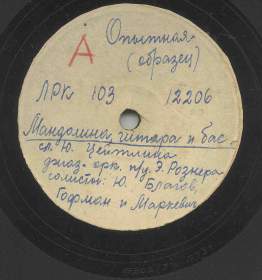 А Опытная
(образец)
ЛРК 103 12206
Мандолина, гитара и бас
сл. Ю. Цейтлина
джаз-орк. п/у Э. Рознера
солисты: Ю. Благов,
Гофман и Маркевич